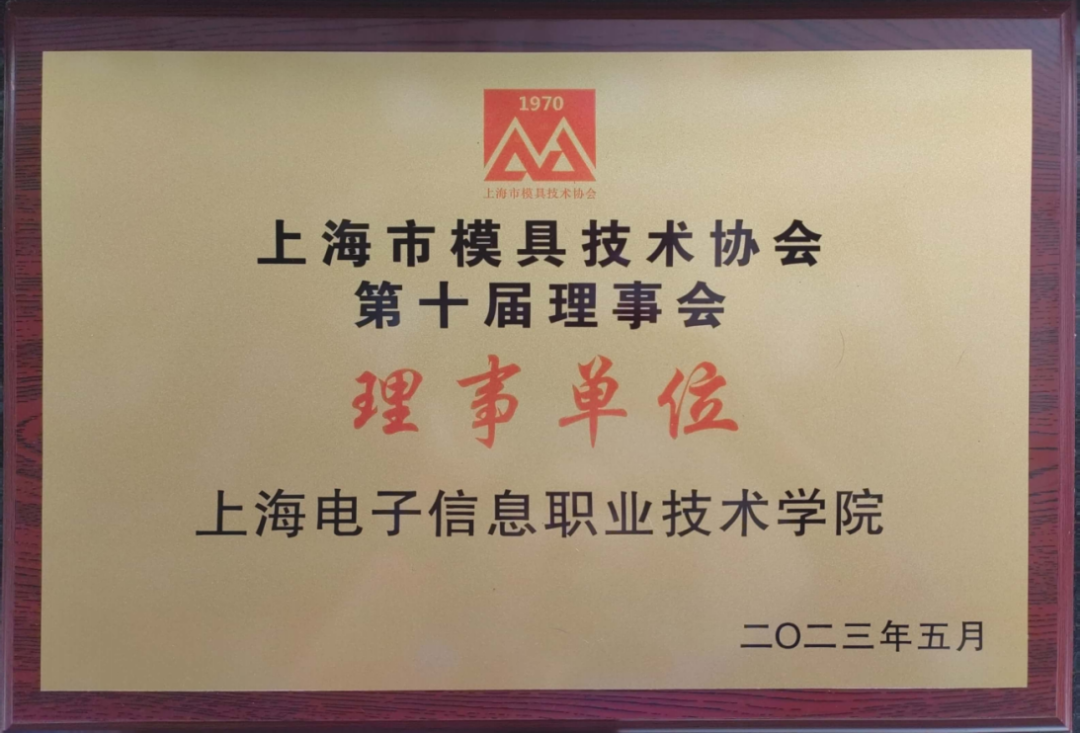 1970
上海市模具技术协会
上海市模具技术协会
第十届理事会
理事单位
上海电子信息职业技术学院
二〇二三年五月